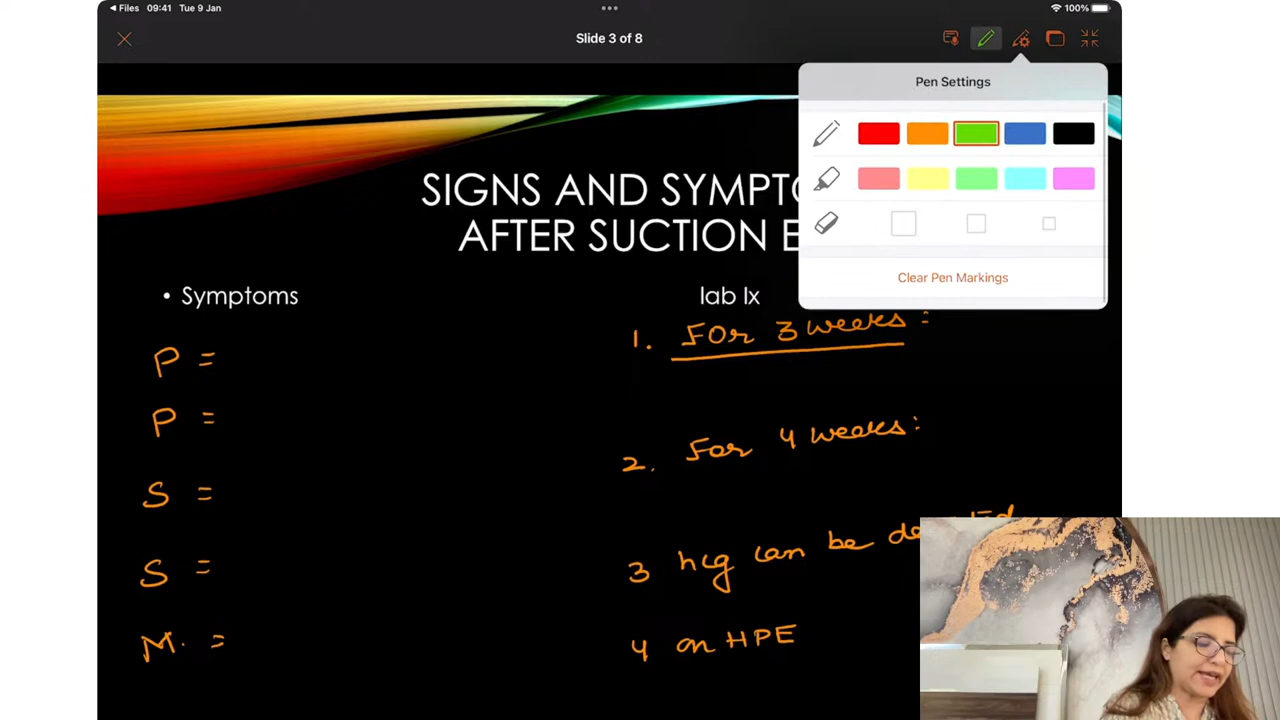 Files 09:41 Tue 9 Jan
100%
Slide 3 of 8
Pen Settings
Clear Pen Markings
SIGNS AND
AFTER SUCTION
• Symptoms
P =
P =
S =
S =
M. =
lab Ix
1. For 3 weeks:
2. For 4 weeks:
3 hcg can be
4 on HPE